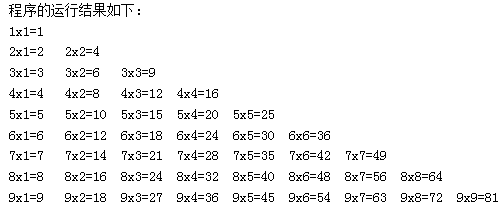 程序的运行结果如下：
1x1=1
2x1=2 2x2=4
3x1=3 3x2=6 3x3=9
4x1=4 4x2=8 4x3=12 4x4=16
5x1=5 5x2=10 5x3=15 5x4=20 5x5=25
6x1=6 6x2=12 6x3=18 6x4=24 6x5=30 6x6=36
7x1=7 7x2=14 7x3=21 7x4=28 7x5=35 7x6=42 7x7=49
8x1=8 8x2=16 8x3=24 8x4=32 8x5=40 8x6=48 8x7=56 8x8=64
9x1=9 9x2=18 9x3=27 9x4=36 9x5=45 9x6=54 9x7=63 9x8=72 9x9=81